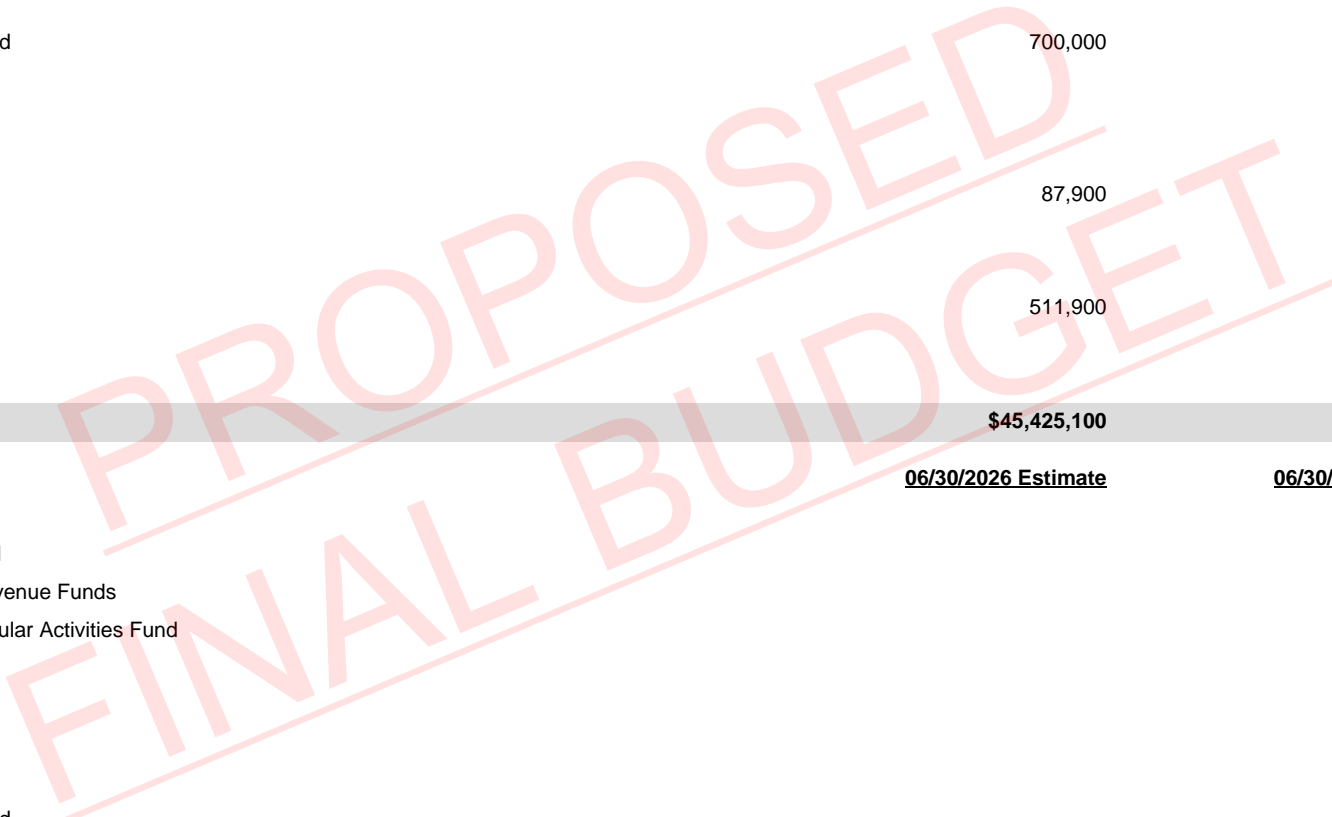 700,000
87,900
511,900
$45,425,100
06/30/2026 Estimate 06/30/
venue Funds
ular Activities Fund
PROPOSED
FINAL BUDGET